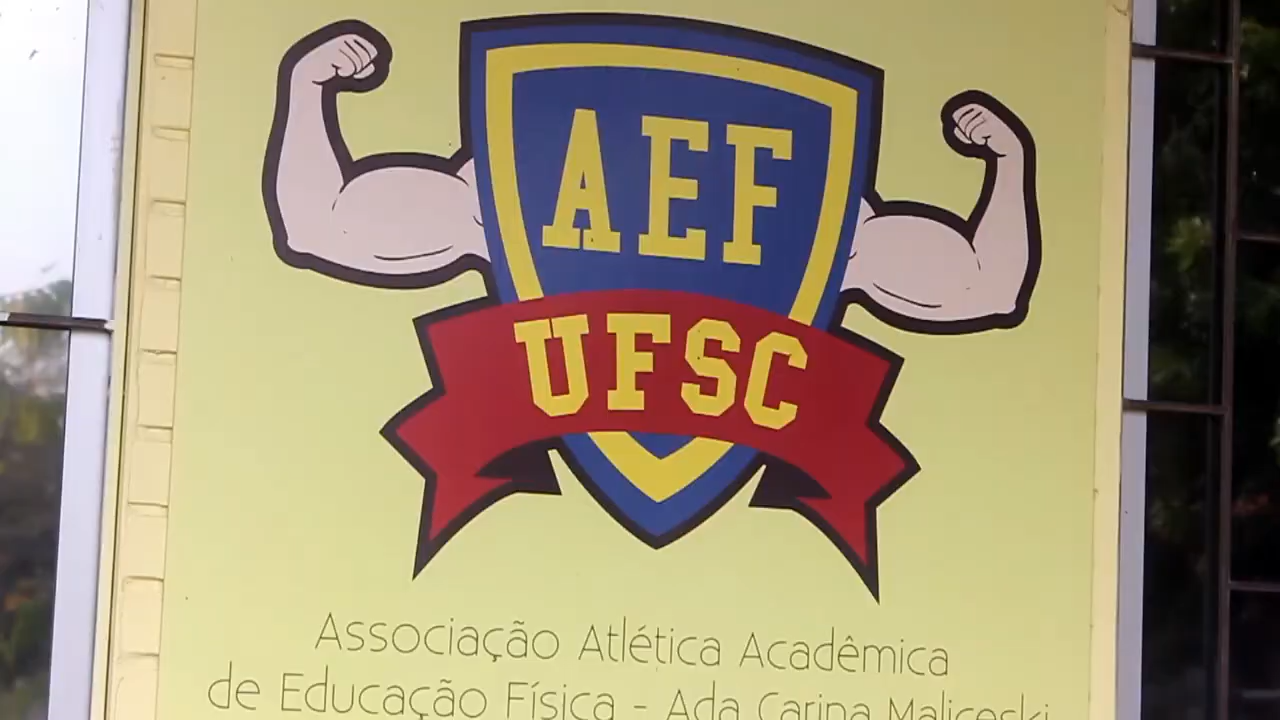 AEF
UFSC
Associação Atlética Acadêmica
de Educação Física - Ada Carina Maliceski